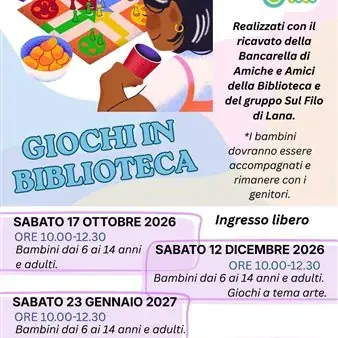 Realizzati con il
ricavato della
Bancarella di
Amiche e Amici
della Biblioteca e
del gruppo Sul Filo
di Lana.
*I bambini
dovranno essere
accompagnati e
rimanere con i
genitori.
GIOCHI IN
BIBLIOTECA
Ingresso libero
SABATO 17 OTTOBRE 2026
ORE 10.00-12.30
Bambini dai 6 ai 14 anni
e adulti.
SABATO 12 DICEMBRE 2026
ORE 10.00-12.30
Bambini dai 6 ai 14 anni e adulti.
Giochi a tema arte.
SABATO 23 GENNAIO 2027
ORE 10.00-12.30
Bambini dai 6 ai 14 anni e adulti.